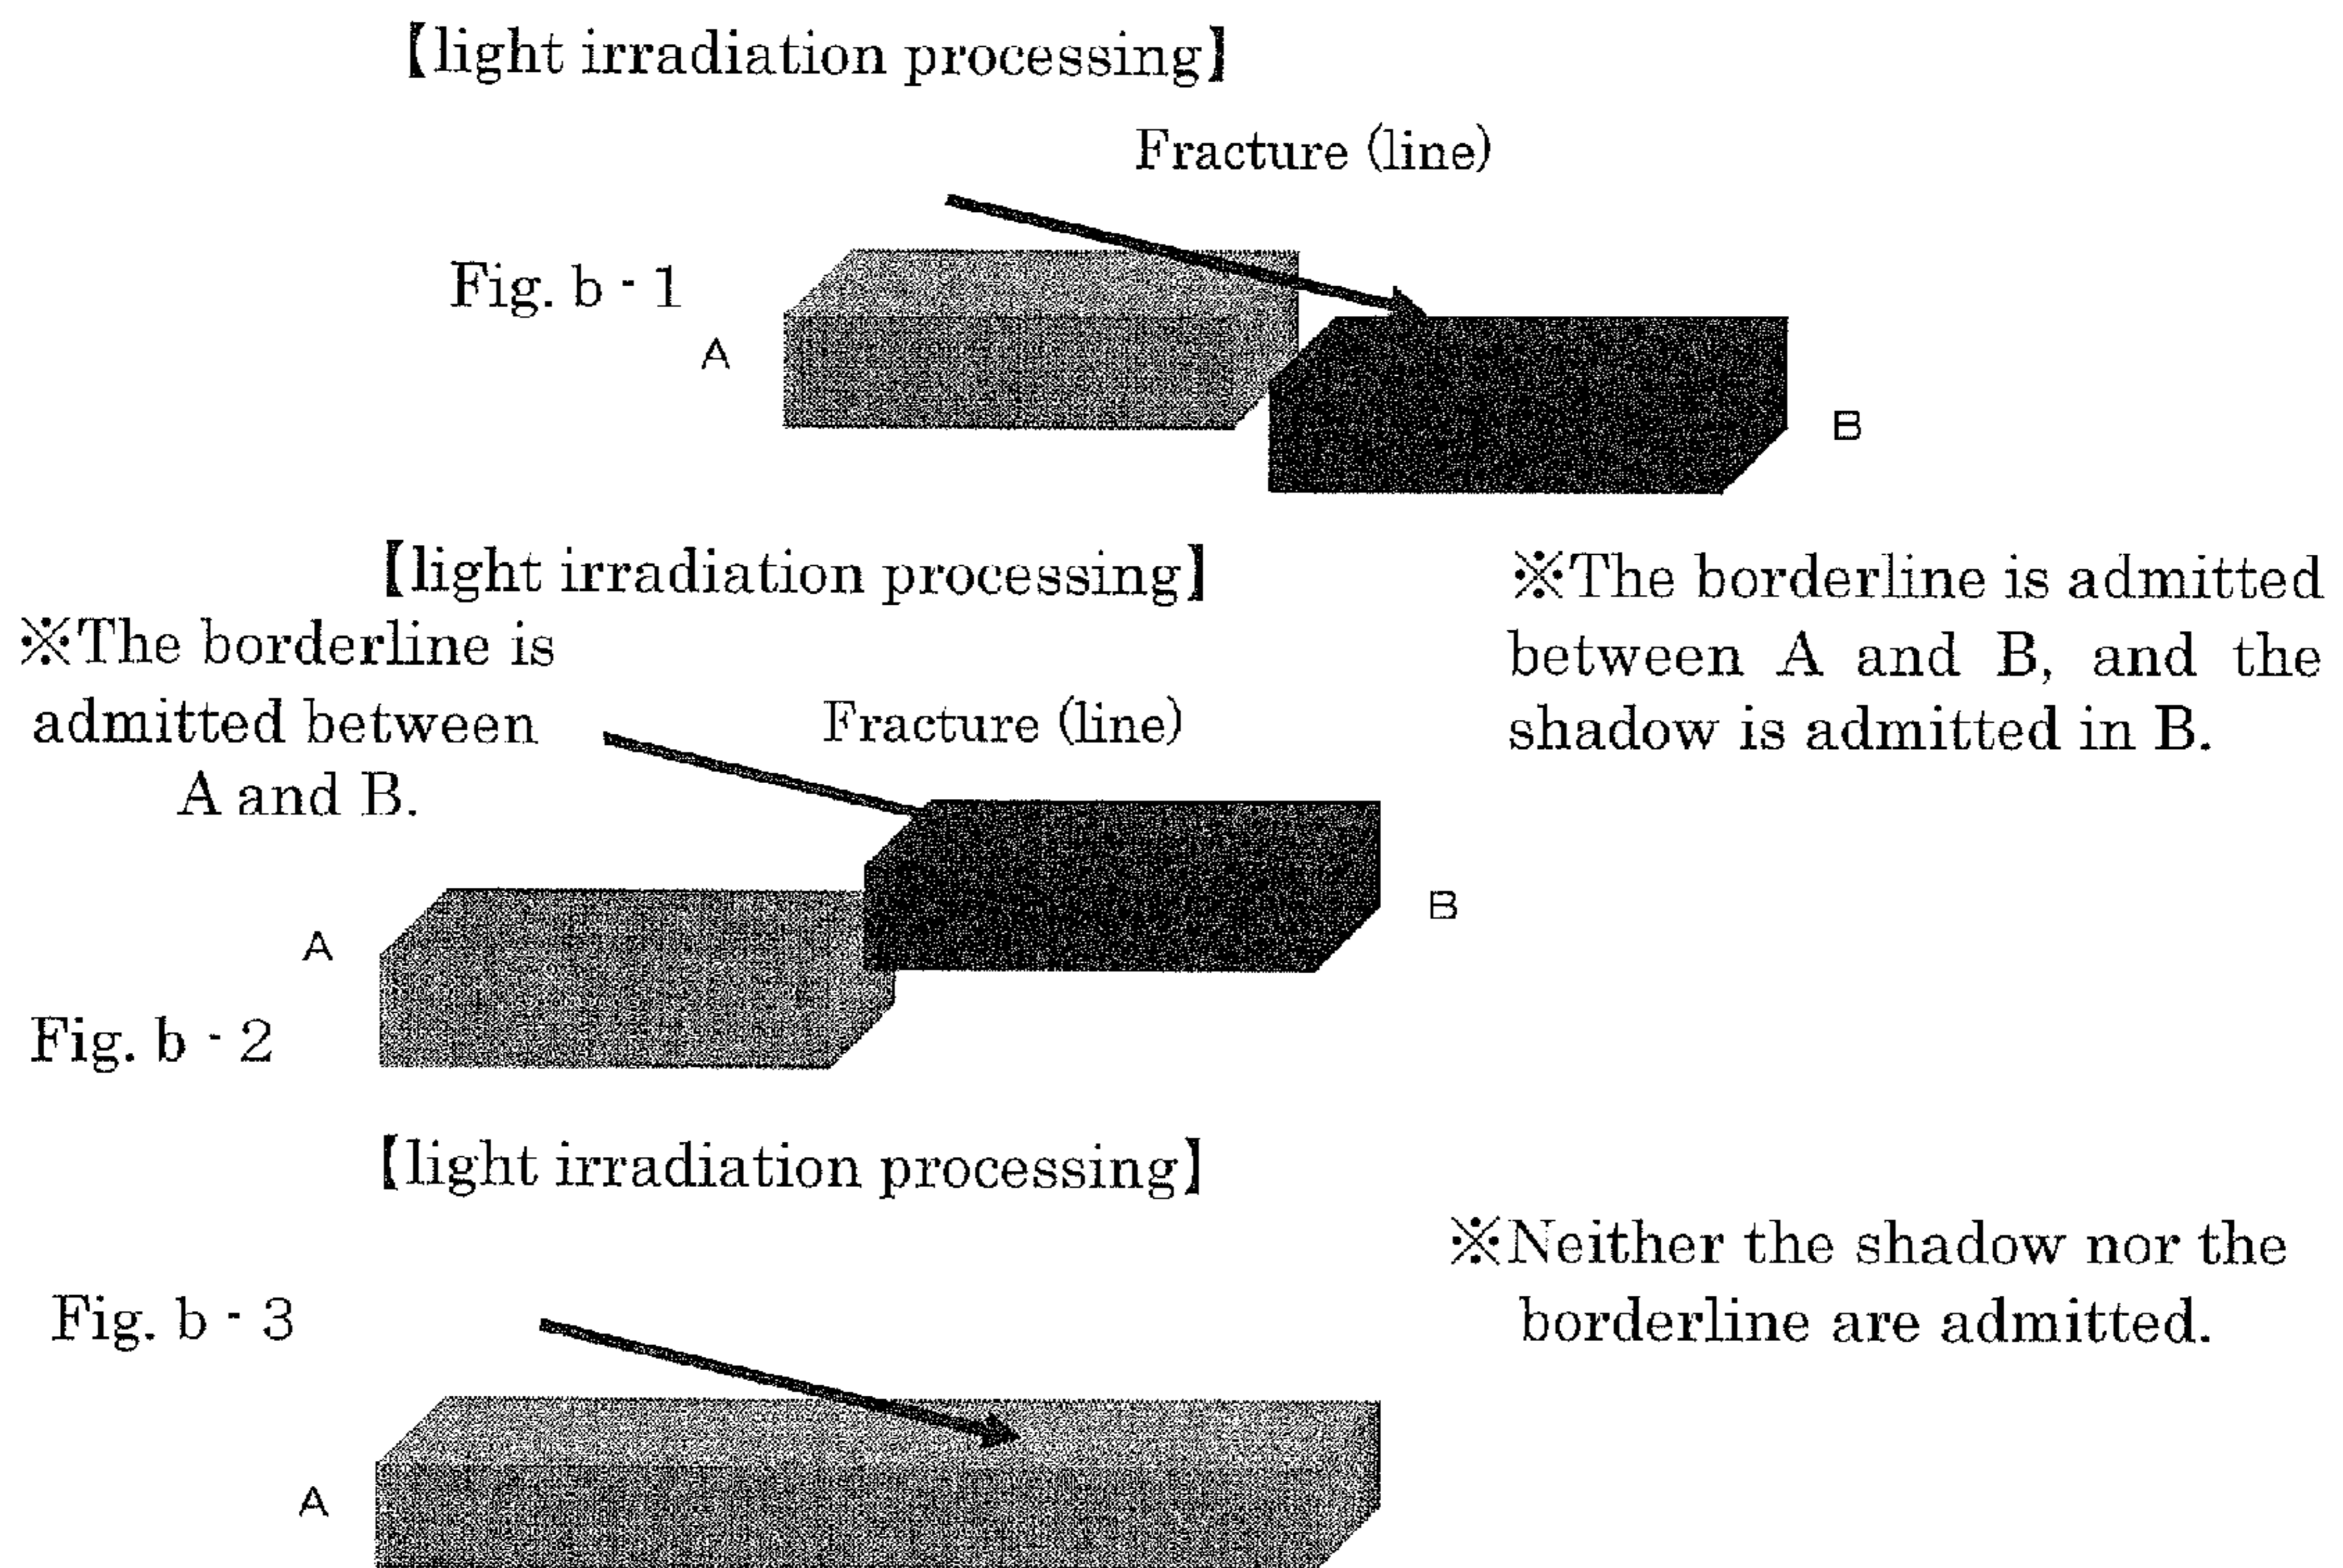 【light irradiation processing】
Fracture (line)
Fig. b - 1
A
B
【light irradiation processing】
※The borderline is
admitted between
A and B.
Fracture (line)
※The borderline is admitted
between A and B, and the
shadow is admitted in B.
A
B
Fig. b - 2
【light irradiation processing】
※Neither the shadow nor the
borderline are admitted.
Fig. b - 3
A